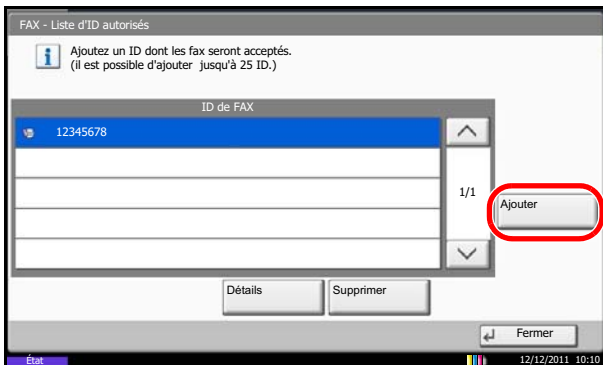 FAX - Liste d'ID autorisés
Ajoutez un ID dont les fax seront acceptés.
(il est possible d'ajouter jusqu'à 25 ID.)
ID de FAX
12345678
1/1
Ajouter
Détails
Supprimer
Fermer
État
12/12/2011 10:10